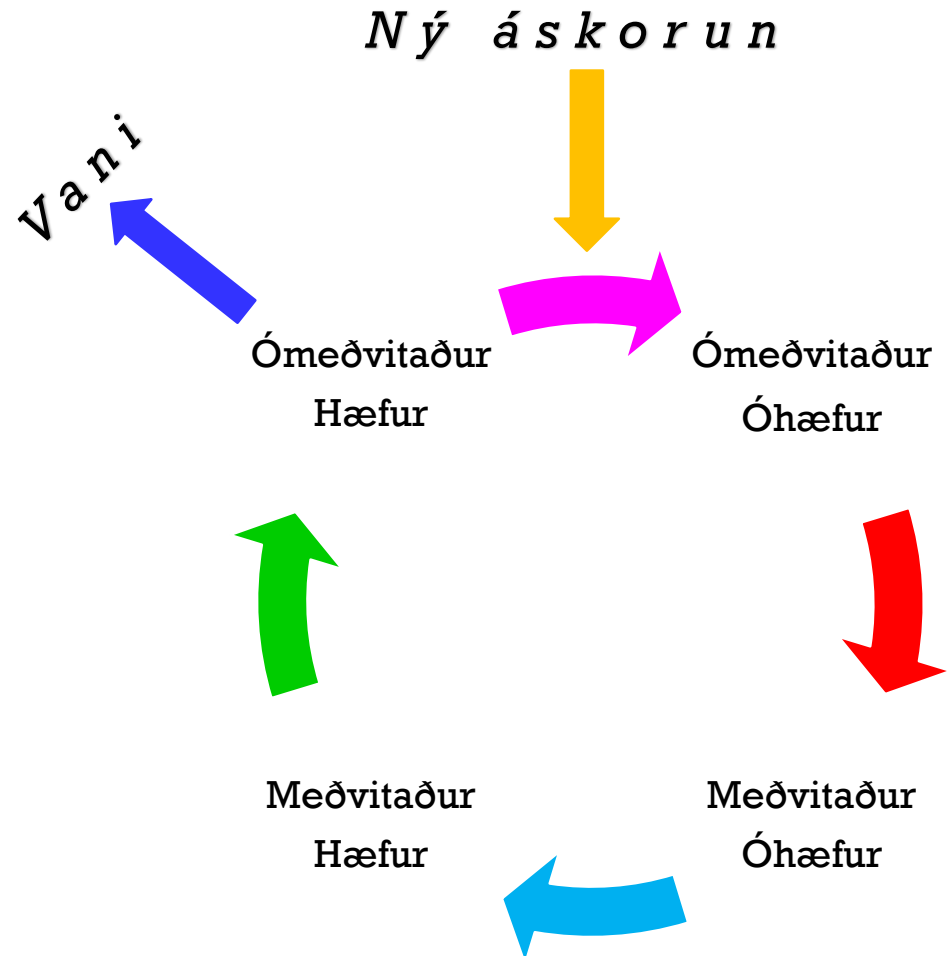 Ný áskorun
Vani
Ómeðvitaður
Hæfur
Ómeðvitaður
Óhæfur
Meðvitaður
Hæfur
Meðvitaður
Óhæfur